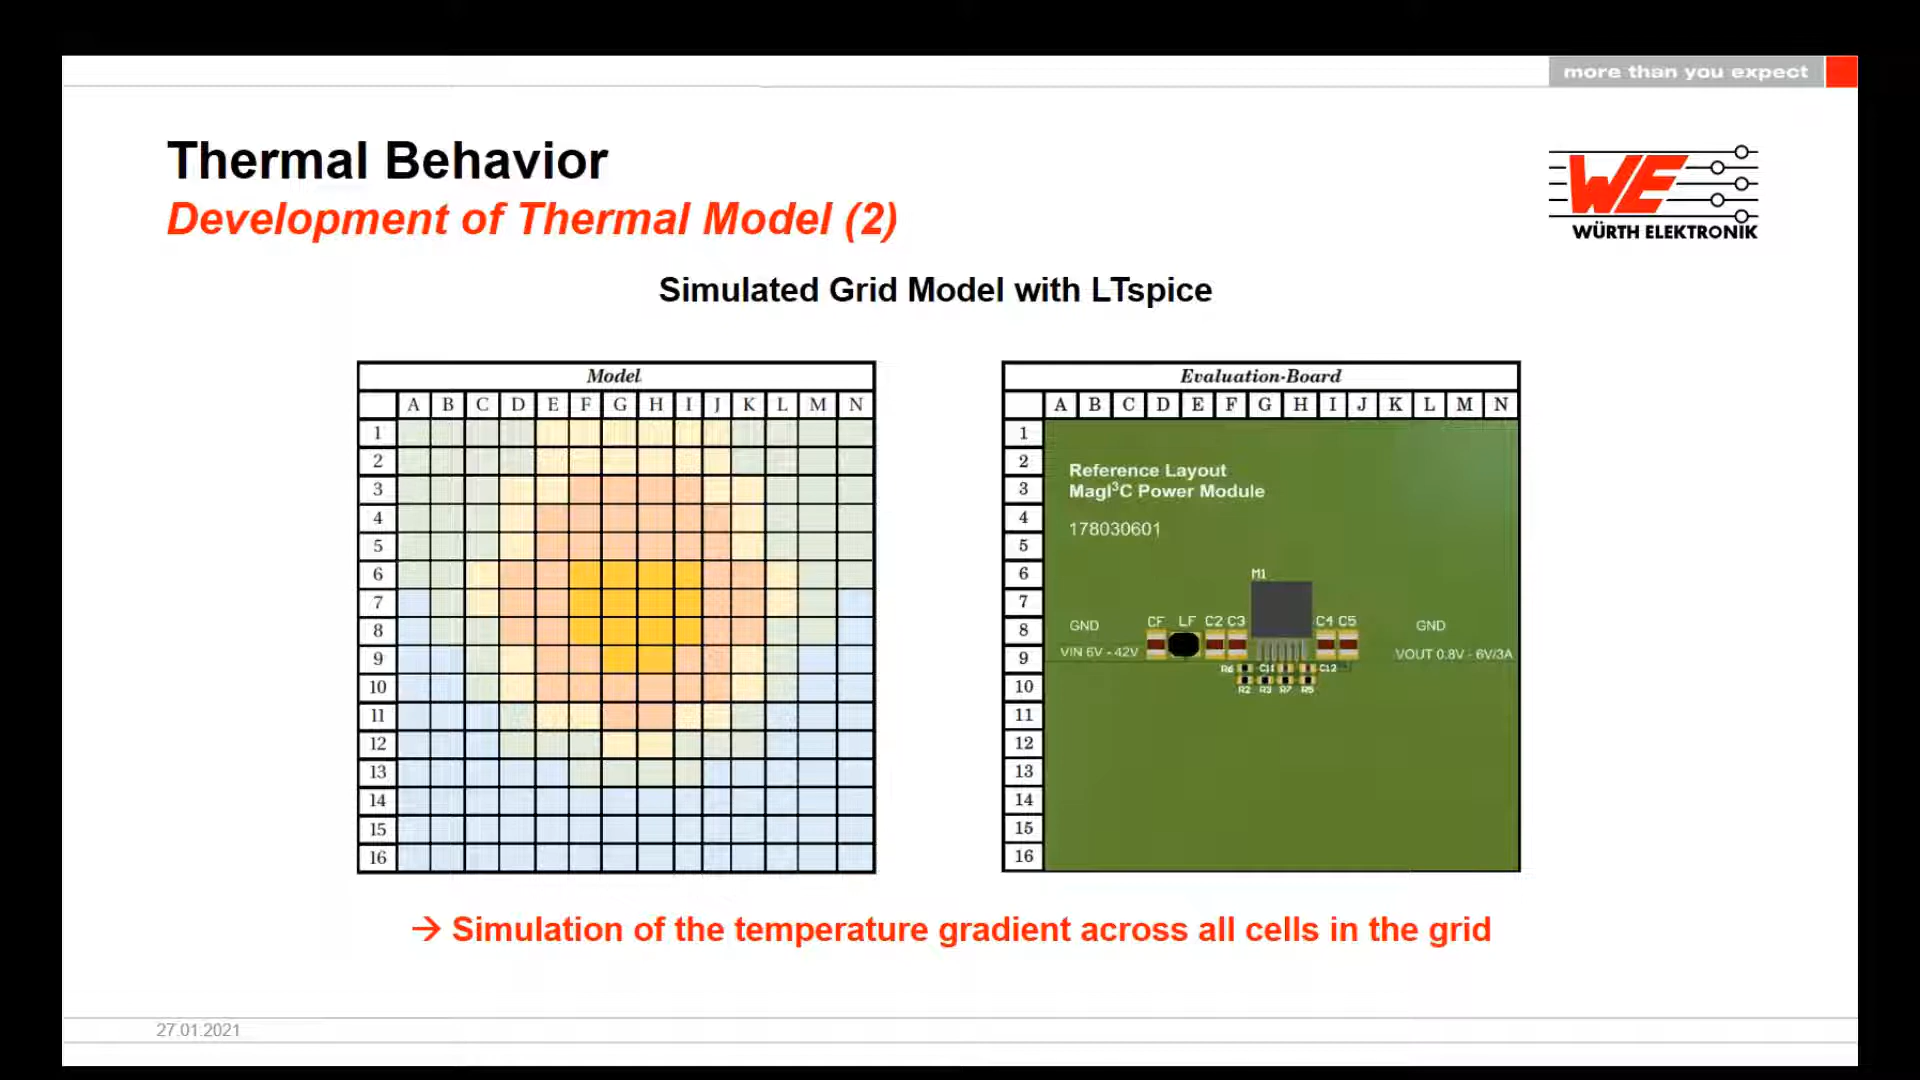 more than you expect
Thermal Behavior
Development of Thermal Model (2)
WE
WÜRTH ELEKTRONIK
Simulated Grid Model with LTspice
Model
A B C D E F G H I J K L M N
1
2
3
4
5
6
7
8
9
10
11
12
13
14
15
16
Evaluation-Board
A B C D E F G H I J K L M N
1
2
3
4
5
6
7
8
9
10
11
12
13
14
15
16
Reference Layout
MagI³C Power Module
178030601
M1
GND CF LF C2 C3 C4 C5 GND
VIN 6V - 42V VOUT 0.8V - 6V/3A
R6 C11 C12
R2 R3 R7 R5
→ Simulation of the temperature gradient across all cells in the grid
27.01.2021